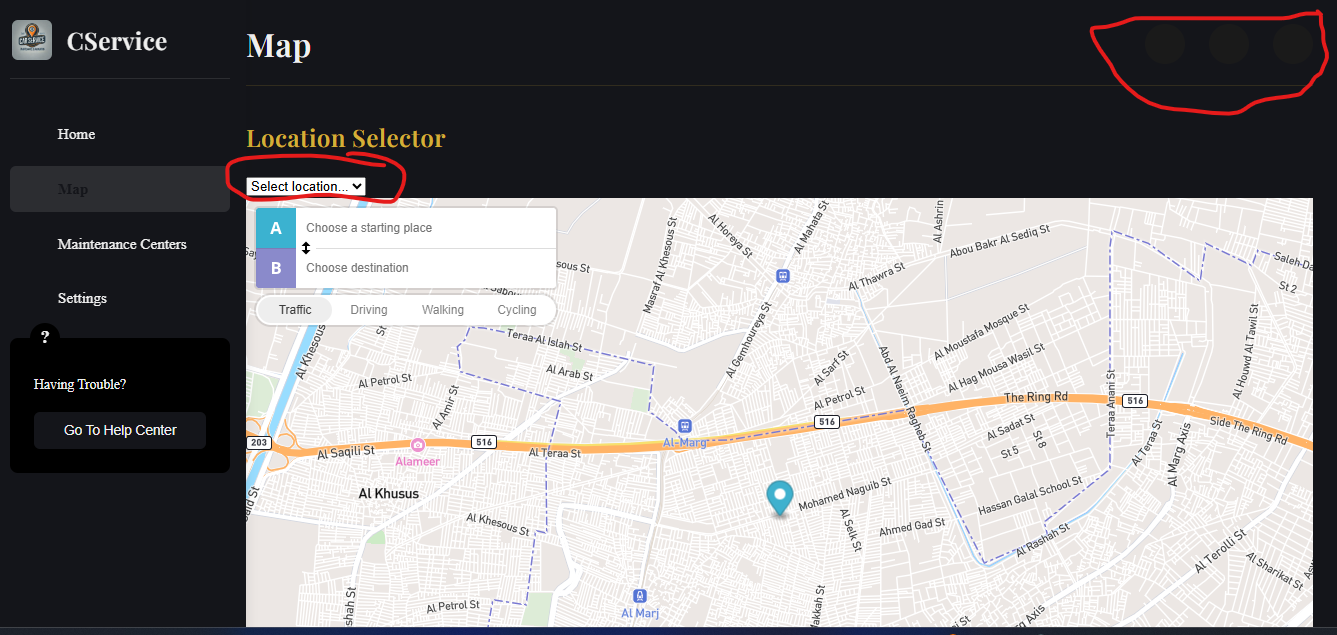 CAR SERVICE
CService
Map
Home
Map
Maintenance Centers
Settings
?
Having Trouble?
Go To Help Center
Location Selector
Select location...
A
Choose a starting place
B
Choose destination
Traffic
Driving
Walking
Cycling
Al Khesous St
Masraf Al Khesous St
Al Horeya St
Al Mahata St
Al Ashrin
Abou Bakr Al Sediq St
Al Thawra St
Saleh-Da
St 2
Teraa Al Islah St
Al Gemhoureya St
Al Moustafa Mosque St
Al Houwd Al Tawil St
Al Arab St
Al Sarf St
Al Hag Mousa Wasil St
Abd Al Naeim Ragheb St
Al Petrol St
Al Petrol St
The Ring Rd
516
Teraa Anani St
Al Amir St
516
Al Sadat St
Side The Ring Rd
203
516
Al-Marg
St 8
St 5
Teraa St
Al Marg Axis
Al Saqili St
Al Teraa St
Alameer
Al Khusus
Mohamed Naguib St
Hassan Galal School St
Al Khesous St
Al Selk St
Ahmed Gad St
Al Rashah St
Al Terolli St
Al Sharikat St
Al Petrol St
Al Marj